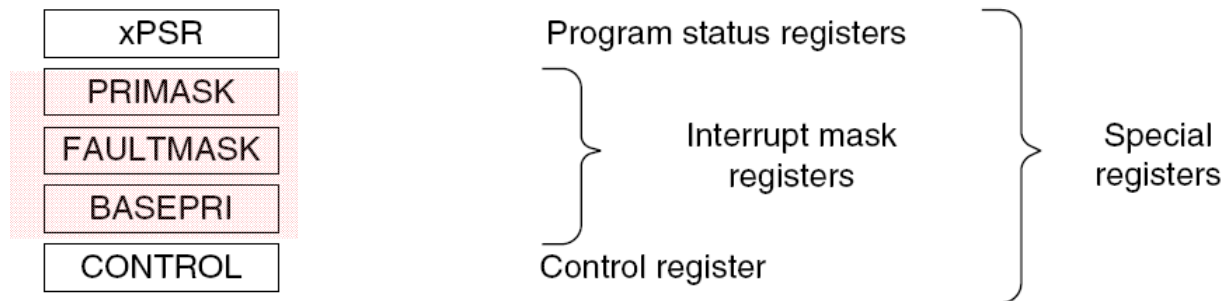 xPSR
Program status registers
PRIMASK
FAULTMASK
Interrupt mask
registers
Special
registers
BASEPRI
CONTROL
Control register